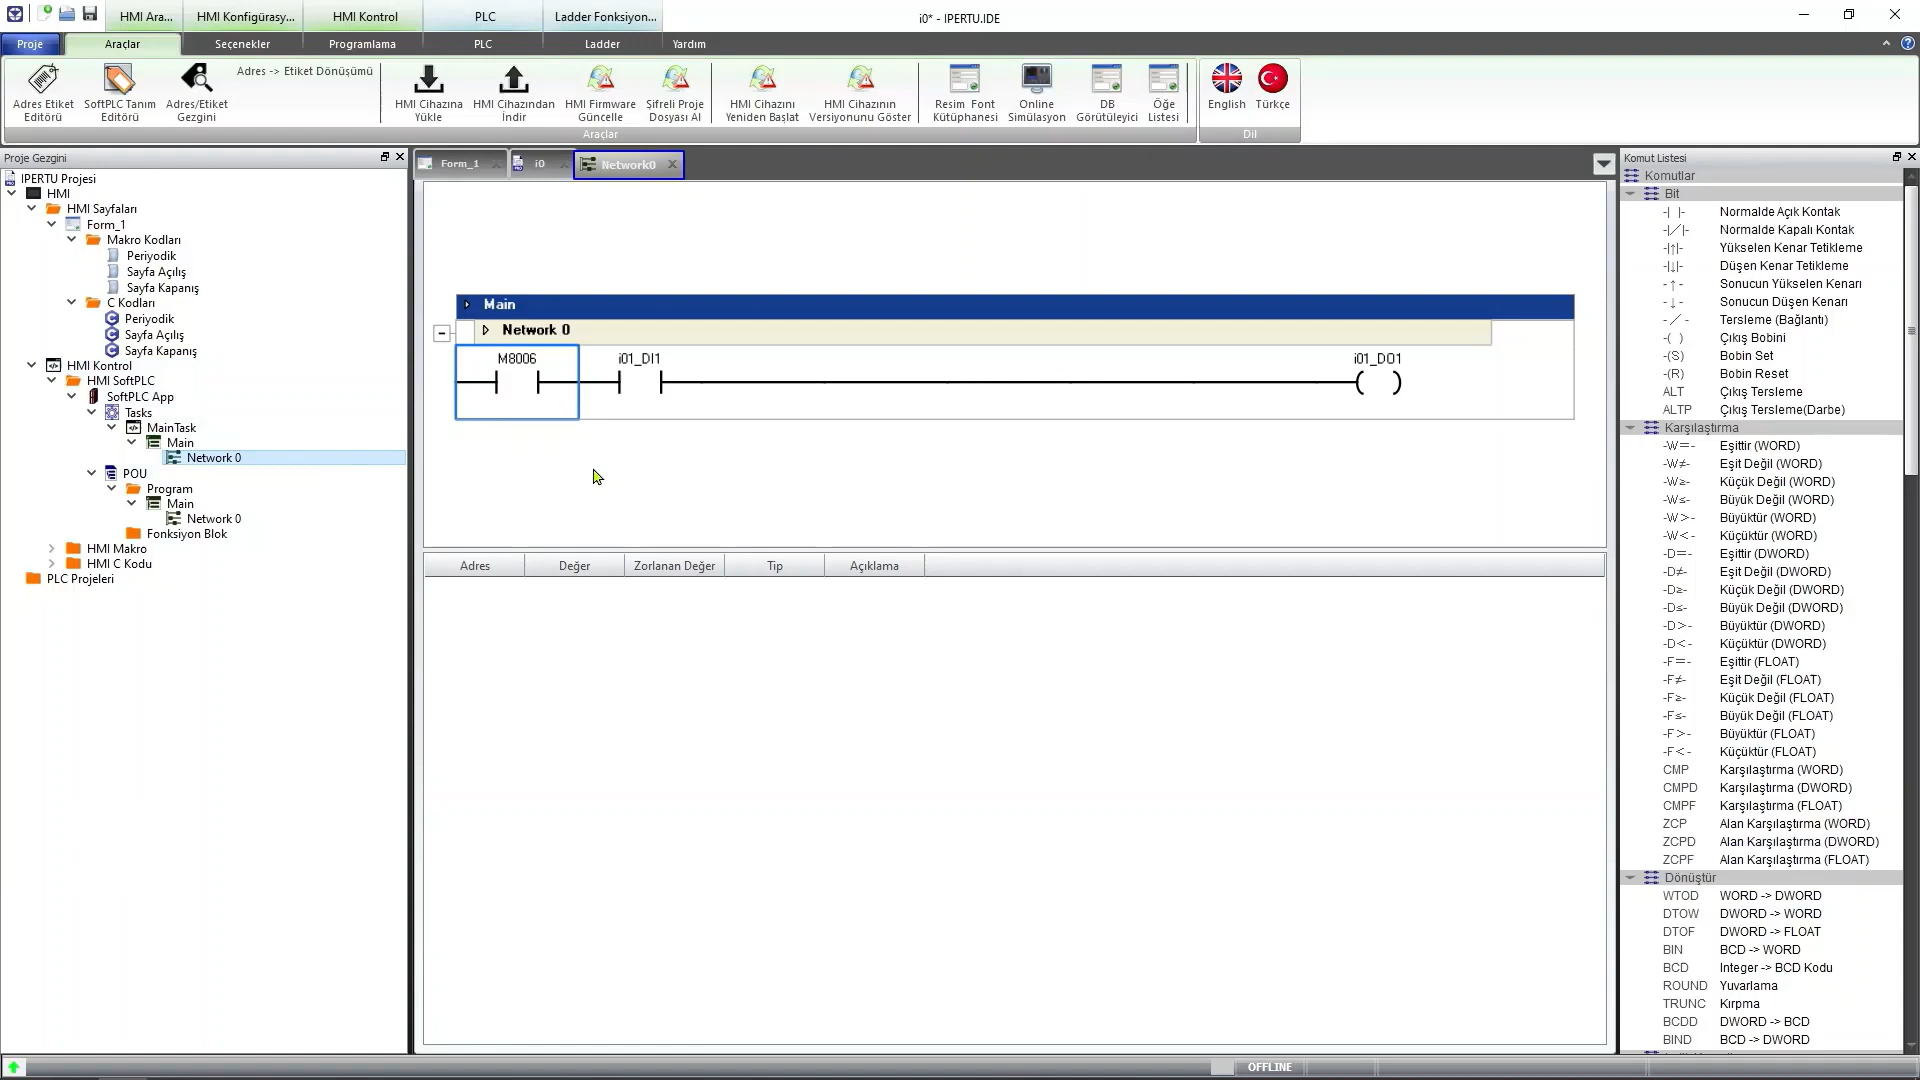 HMI Ara...
HMI Konfigürasy...
HMI Kontrol
PLC
Ladder Fonksiyon...
i0* - IPERTU.IDE
Proje
Araçlar
Seçenekler
Programlama
PLC
Ladder
Yardım
Adres Etiket
Editörü
SoftPLC Tanım
Editörü
Adres/Etiket
Gezgini
Adres -> Etiket Dönüşümü
HMI Cihazına
Yükle
HMI Cihazından
İndir
HMI Firmware
Güncelle
Şifreli Proje
Dosyası Al
HMI Cihazını
Yeniden Başlat
HMI Cihazının
Versiyonunu Göster
Resim Font
Kütüphanesi
Online
Simülasyon
DB
Görütüleyici
Öğe
Listesi
English
Türkçe
Araçlar
Dil
Proje Gezgini
IPERTU Projesi
HMI
HMI Sayfaları
Form_1
Makro Kodları
Periyodik
Sayfa Açılış
Sayfa Kapanış
C Kodları
Periyodik
Sayfa Açılış
Sayfa Kapanış
HMI Kontrol
HMI SoftPLC
SoftPLC App
Tasks
MainTask
Main
Network 0
POU
Program
Main
Network 0
Fonksiyon Blok
HMI Makro
HMI C Kodu
PLC Projeleri
Form_1
i0
Network0
Main
Network 0
M8006
i01_DI1
i01_DO1
Adres
Değer
Zorlanan Değer
Tip
Açıklama
Komut Listesi
Komutlar
Bit
-| |- Normalde Açık Kontak
-|/|- Normalde Kapalı Kontak
-|↑|- Yükselen Kenar Tetikleme
-|↓|- Düşen Kenar Tetikleme
-↑- Sonucun Yükselen Kenarı
-↓- Sonucun Düşen Kenarı
-/- Tersleme (Bağlantı)
-( ) Çıkış Bobini
-(S) Bobin Set
-(R) Bobin Reset
ALT Çıkış Tersleme
ALTP Çıkış Tersleme(Darbe)
Karşılaştırma
-W=- Eşittir (WORD)
-W≠- Eşit Değil (WORD)
-W≥- Küçük Değil (WORD)
-W≤- Büyük Değil (WORD)
-W>- Büyüktür (WORD)
-W<- Küçüktür (WORD)
-D=- Eşittir (DWORD)
-D≠- Eşit Değil (DWORD)
-D≥- Küçük Değil (DWORD)
-D≤- Büyük Değil (DWORD)
-D>- Büyüktür (DWORD)
-D<- Küçüktür (DWORD)
-F=- Eşittir (FLOAT)
-F≠- Eşit Değil (FLOAT)
-F≥- Küçük Değil (FLOAT)
-F≤- Büyük Değil (FLOAT)
-F>- Büyüktür (FLOAT)
-F<- Küçüktür (FLOAT)
CMP Karşılaştırma (WORD)
CMPD Karşılaştırma (DWORD)
CMPF Karşılaştırma (FLOAT)
ZCP Alan Karşılaştırma (WORD)
ZCPD Alan Karşılaştırma (DWORD)
ZCPF Alan Karşılaştırma (FLOAT)
Dönüştür
WTOD WORD -> DWORD
DTOW DWORD -> WORD
DTOF DWORD -> FLOAT
BIN BCD -> WORD
BCD Integer -> BCD Kodu
ROUND Yuvarlama
TRUNC Kırpma
BCDD DWORD -> BCD
BIND BCD -> DWORD
OFFLINE